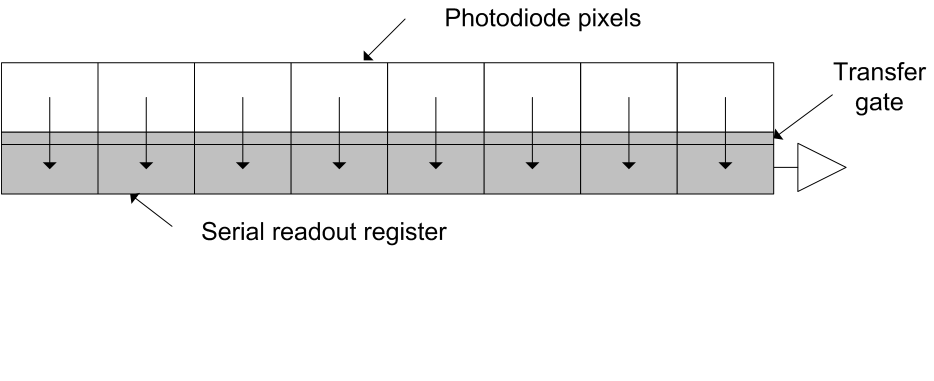 Photodiode pixels
Transfer
gate
Serial readout register